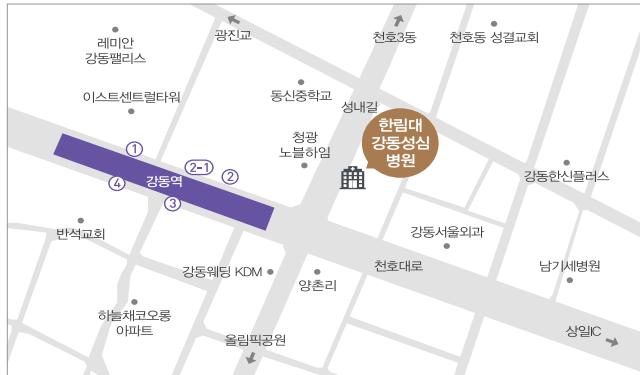 레미안
강동팰리스
광진교
천호3동
천호동 성결교회
이스트센트럴타워
동신중학교
성내길
한림대
강동성심
병원
청광
노블하임
①
2-1
②
강동역
④
③
강동한신플러스
반석교회
강동웨딩 KDM
양촌리
천호대로
강동서울외과
남기세병원
하늘채코오롱
아파트
올림픽공원
상일IC